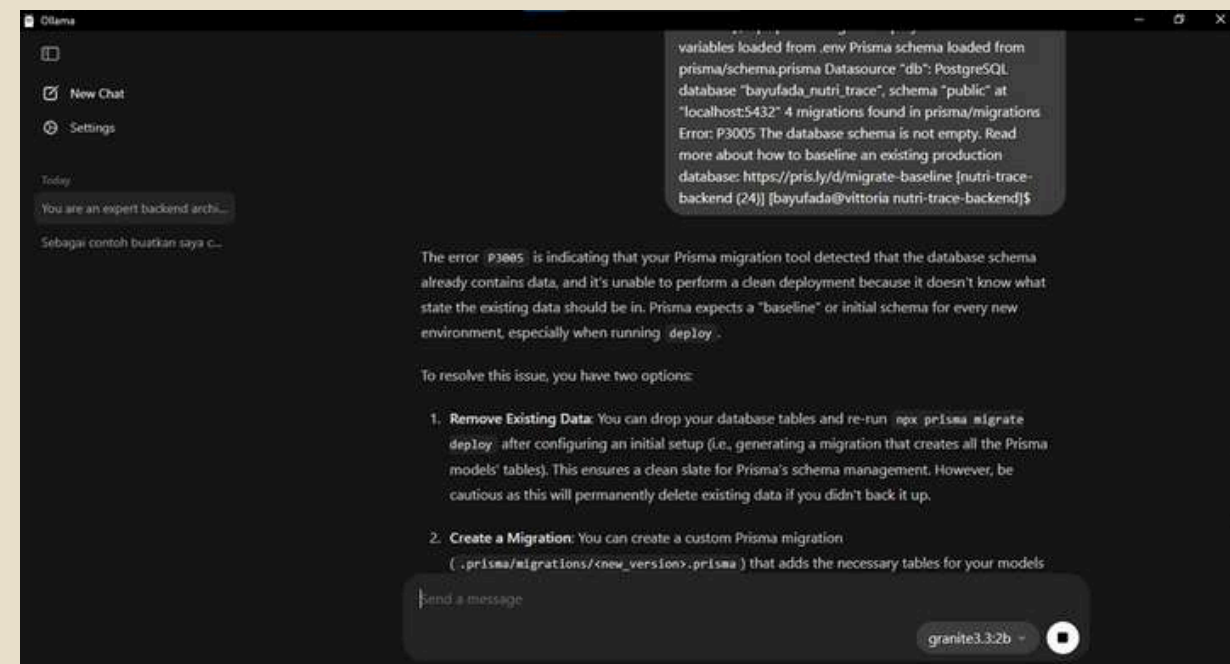 Ollama
New Chat
Settings
Today
You are an expert backend archi...
Sebagai contoh buatkan saya c...
variables loaded from .env Prisma schema loaded from
prisma/schema.prisma Datasource "db": PostgreSQL
database "bayufada_nutri_trace", schema "public" at
"localhost:5432" 4 migrations found in prisma/migrations
Error: P3005 The database schema is not empty. Read
more about how to baseline an existing production
database: https://pris.ly/d/migrate-baseline [nutri-trace-
backend (24)] [bayufada@vittoria nutri-trace-backend]$
The error P3005 is indicating that your Prisma migration tool detected that the database schema
already contains data, and it's unable to perform a clean deployment because it doesn't know what
state the existing data should be in. Prisma expects a "baseline" or initial schema for every new
environment, especially when running deploy.
To resolve this issue, you have two options:
1. Remove Existing Data: You can drop your database tables and re-run npx prisma migrate
deploy after configuring an initial setup (i.e., generating a migration that creates all the Prisma
models' tables). This ensures a clean slate for Prisma's schema management. However, be
cautious as this will permanently delete existing data if you didn't back it up.
2. Create a Migration: You can create a custom Prisma migration
(.prisma/migrations/<new_version>.prisma) that adds the necessary tables for your models
Send a message
granite3.3:2b